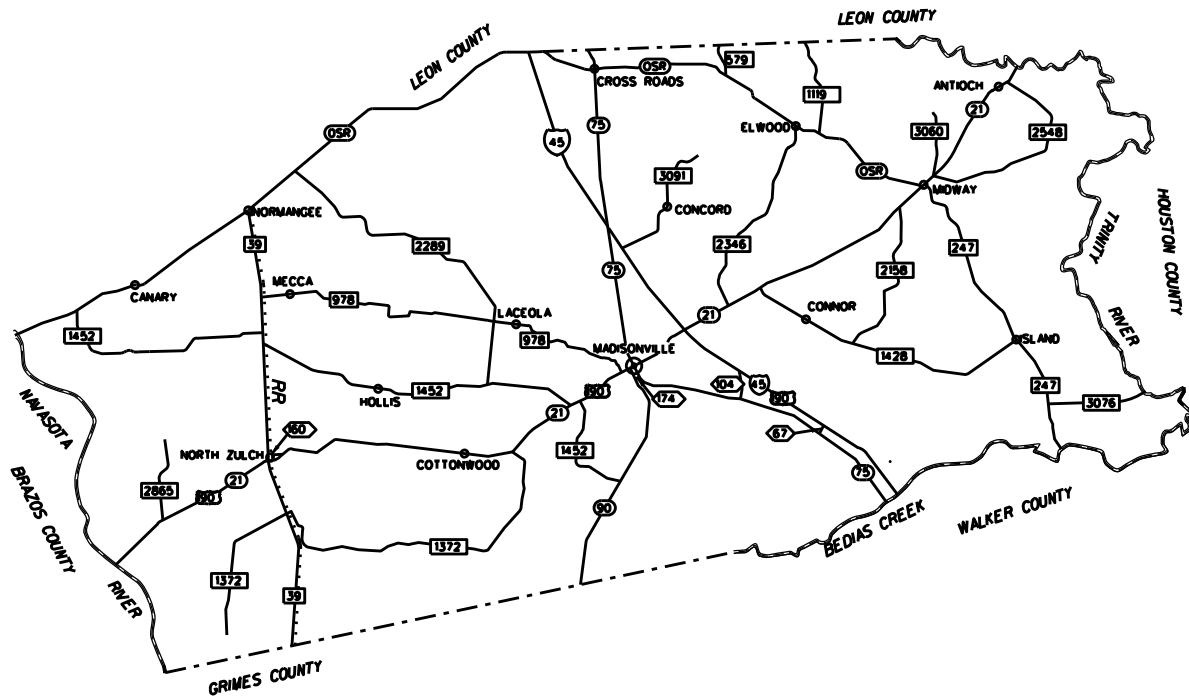 LEON COUNTY
LEON COUNTY
579
OSR
CROSS ROADS
ANTIOCH
1119
21
75
ELWOOD
3060
2548
OSR
45
3091
OSR
MIDWAY
CONCORD
NORMANGEE
HOUSTON COUNTY
TRINITY
RIVER
39
2289
2346
247
75
2158
MECCA
CANARY
978
LACEOLA
21
CONNOR
1452
978
MADISONVILLE
ISLAND
1428
RR
HOLLIS
1452
190
174
104
45
190
247
3076
NAVASOTA
RIVER
21
160
67
NORTH ZULCH
COTTONWOOD
1452
75
21
190
2865
90
BRAZOS COUNTY
BEDIAS CREEK
WALKER COUNTY
1372
1372
39
GRIMES COUNTY